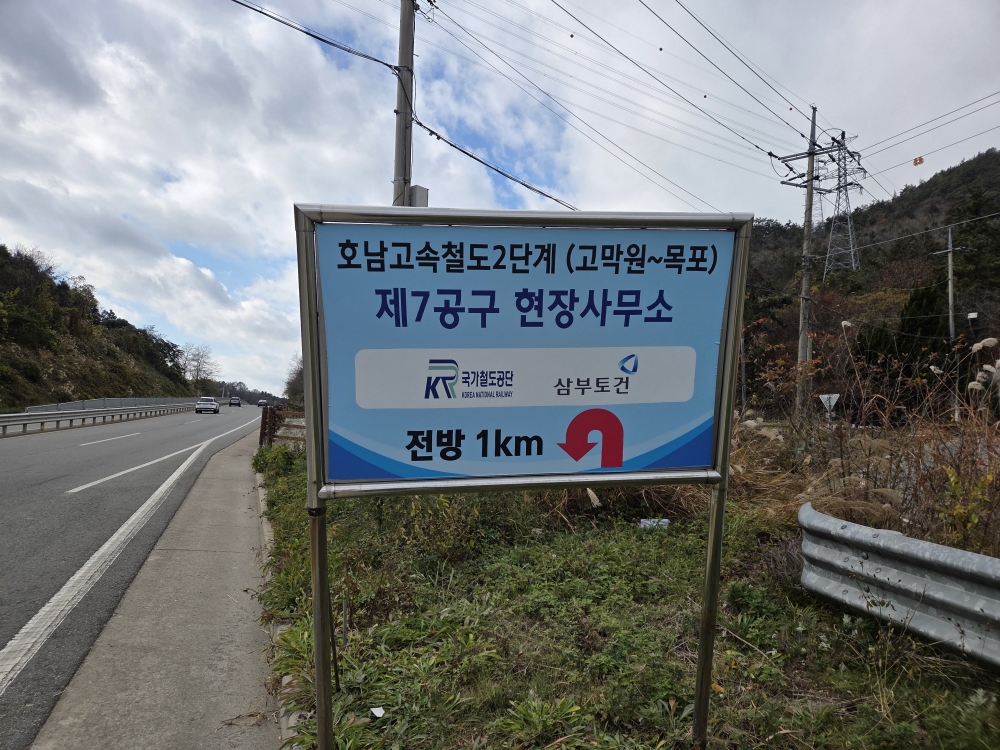 호남고속철도2단계 (고막원~목포)
제7공구 현장사무소
KR 국가철도공단 삼부토건
KOREA NATIONAL RAILWAY
전방 1km